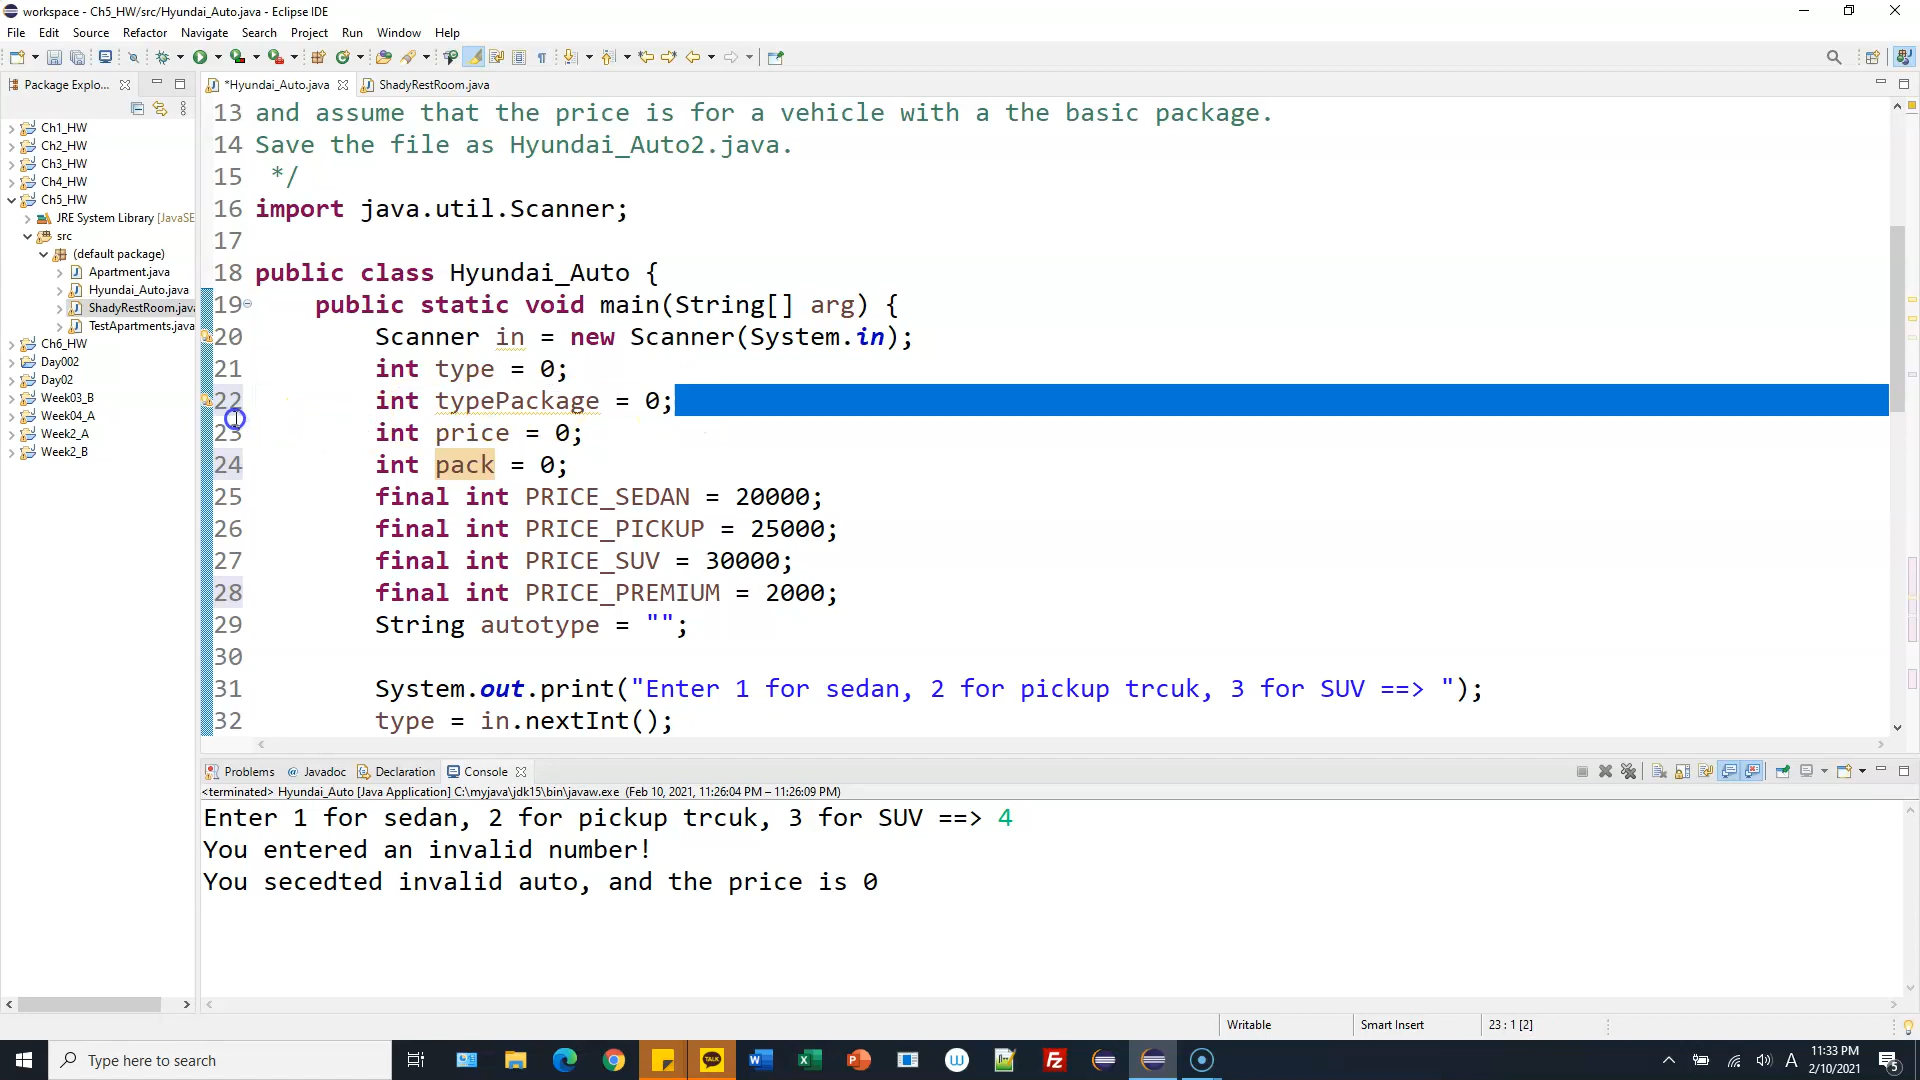 workspace - Ch5_HW/src/Hyundai_Auto.java - Eclipse IDE
File Edit Source Refactor Navigate Search Project Run Window Help
Package Explo...
*Hyundai_Auto.java
ShadyRestRoom.java
Ch1_HW
Ch2_HW
Ch3_HW
Ch4_HW
Ch5_HW
JRE System Library [JavaSE
src
(default package)
Apartment.java
Hyundai_Auto.java
ShadyRestRoom.java
TestApartments.java
Ch6_HW
Day002
Day02
Week03_B
Week04_A
Week2_A
Week2_B
13 and assume that the price is for a vehicle with a the basic package.
14 Save the file as Hyundai_Auto2.java.
15 */
16 import java.util.Scanner;
17
18 public class Hyundai_Auto {
19 public static void main(String[] arg) {
20 Scanner in = new Scanner(System.in);
21 int type = 0;
22 int typePackage = 0;
23 int price = 0;
24 int pack = 0;
25 final int PRICE_SEDAN = 20000;
26 final int PRICE_PICKUP = 25000;
27 final int PRICE_SUV = 30000;
28 final int PRICE_PREMIUM = 2000;
29 String autotype = "";
30
31 System.out.print("Enter 1 for sedan, 2 for pickup trcuk, 3 for SUV ==> ");
32 type = in.nextInt();
Problems @ Javadoc Declaration Console
<terminated> Hyundai_Auto [Java Application] C:\myjava\jdk15\bin\javaw.exe (Feb 10, 2021, 11:26:04 PM – 11:26:09 PM)
Enter 1 for sedan, 2 for pickup trcuk, 3 for SUV ==> 4
You entered an invalid number!
You secedted invalid auto, and the price is 0
Writable
Smart Insert
23 : 1 [2]
Type here to search
TALK
A
11:33 PM
2/10/2021
5